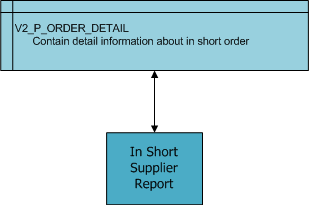 V2_P_ORDER_DETAIL
Contain detail information about in short order
In Short
Supplier
Report